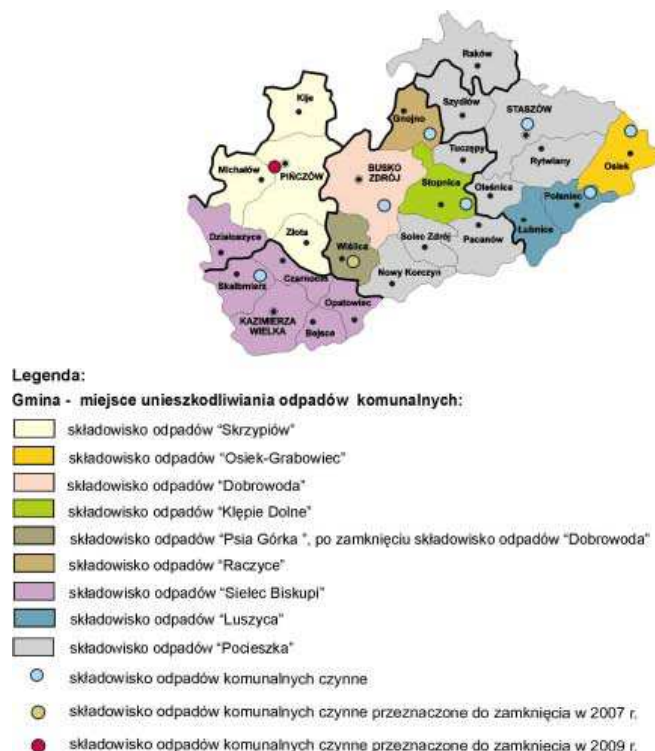 Raków
Kije
Szydłów
STASZÓW
Gnojno
Tuczępy
Rytwiany
Osiek
Michałów
PIŃCZÓW
BUSKO
ZDRÓJ
Słopnica
Oleśnica
Połaniec
Łubnice
Działoszyce
Złota
Wiślica
Solec Zdrój
Pacanów
Skalbmierz
Czarnocin
Nowy Korczyn
Opatowiec
KAZIMIERZA
WIELKA
Bejsce
Legenda:
Gmina - miejsce unieszkodliwiania odpadów komunalnych:
składowisko odpadów "Skrzypiów"
składowisko odpadów "Osiek-Grabowiec"
składowisko odpadów "Dobrowoda"
składowisko odpadów "Klępie Dolne"
składowisko odpadów "Psia Górka ", po zamknięciu składowisko odpadów "Dobrowoda"
składowisko odpadów "Raczyce"
składowisko odpadów "Sielec Biskupi"
składowisko odpadów "Luszyca"
składowisko odpadów "Pocieszka"
składowisko odpadów komunalnych czynne
składowisko odpadów komunalnych czynne przeznaczone do zamknięcia w 2007 r.
składowisko odpadów komunalnych czynne przeznaczone do zamknięcia w 2009 r.